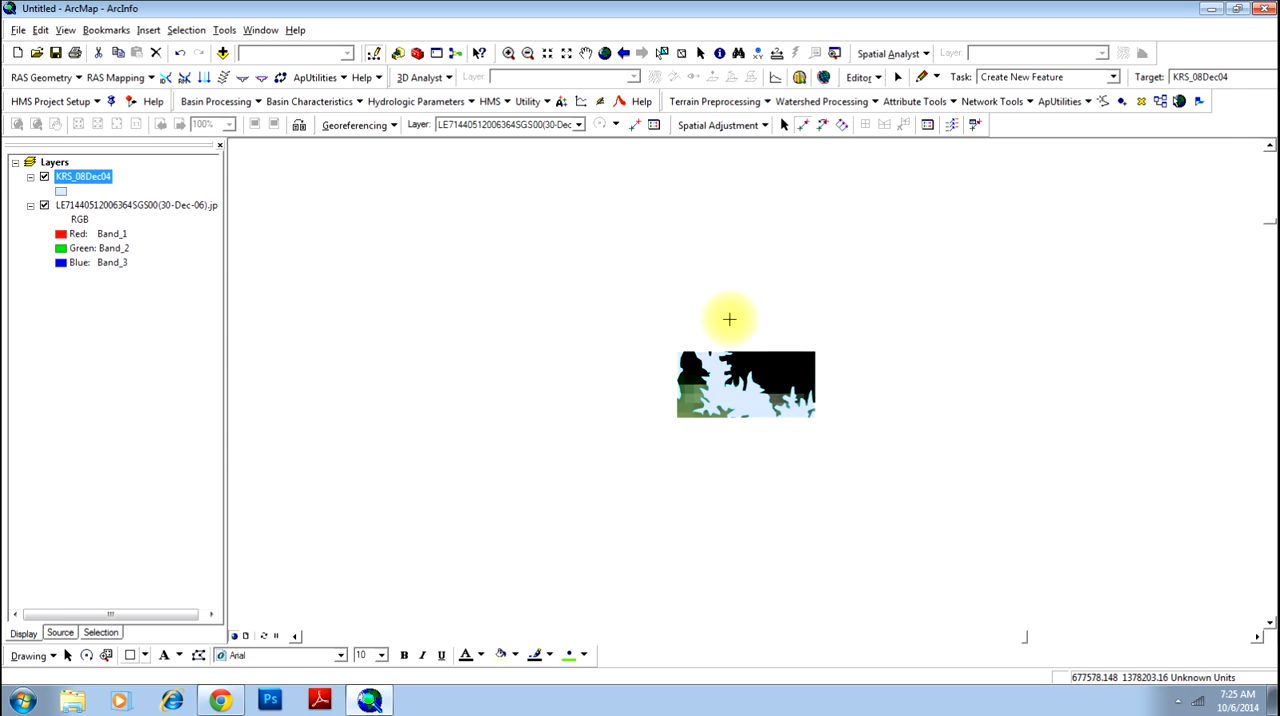 Untitled - ArcMap - ArcInfo
File Edit View Bookmarks Insert Selection Tools Window Help
Spatial Analyst Layer:
RAS Geometry RAS Mapping ApUtilities Help 3D Analyst Layer: Editor Task: Create New Feature Target: KRS_08Dec04
HMS Project Setup Help Basin Processing Basin Characteristics Hydrologic Parameters HMS Utility Help Terrain Preprocessing Watershed Processing Attribute Tools Network Tools ApUtilities
100% Georeferencing Layer: LE71440512006364SGS00(30-Dec Spatial Adjustment
Layers
KRS_08Dec04
LE71440512006364SGS00(30-Dec-06).jp
RGB
Red: Band_1
Green: Band_2
Blue: Band_3
Display Source Selection
Drawing A Arial 10 B I U A
677578.148 1378203.16 Unknown Units
Ps
7:25 AM
10/6/2014